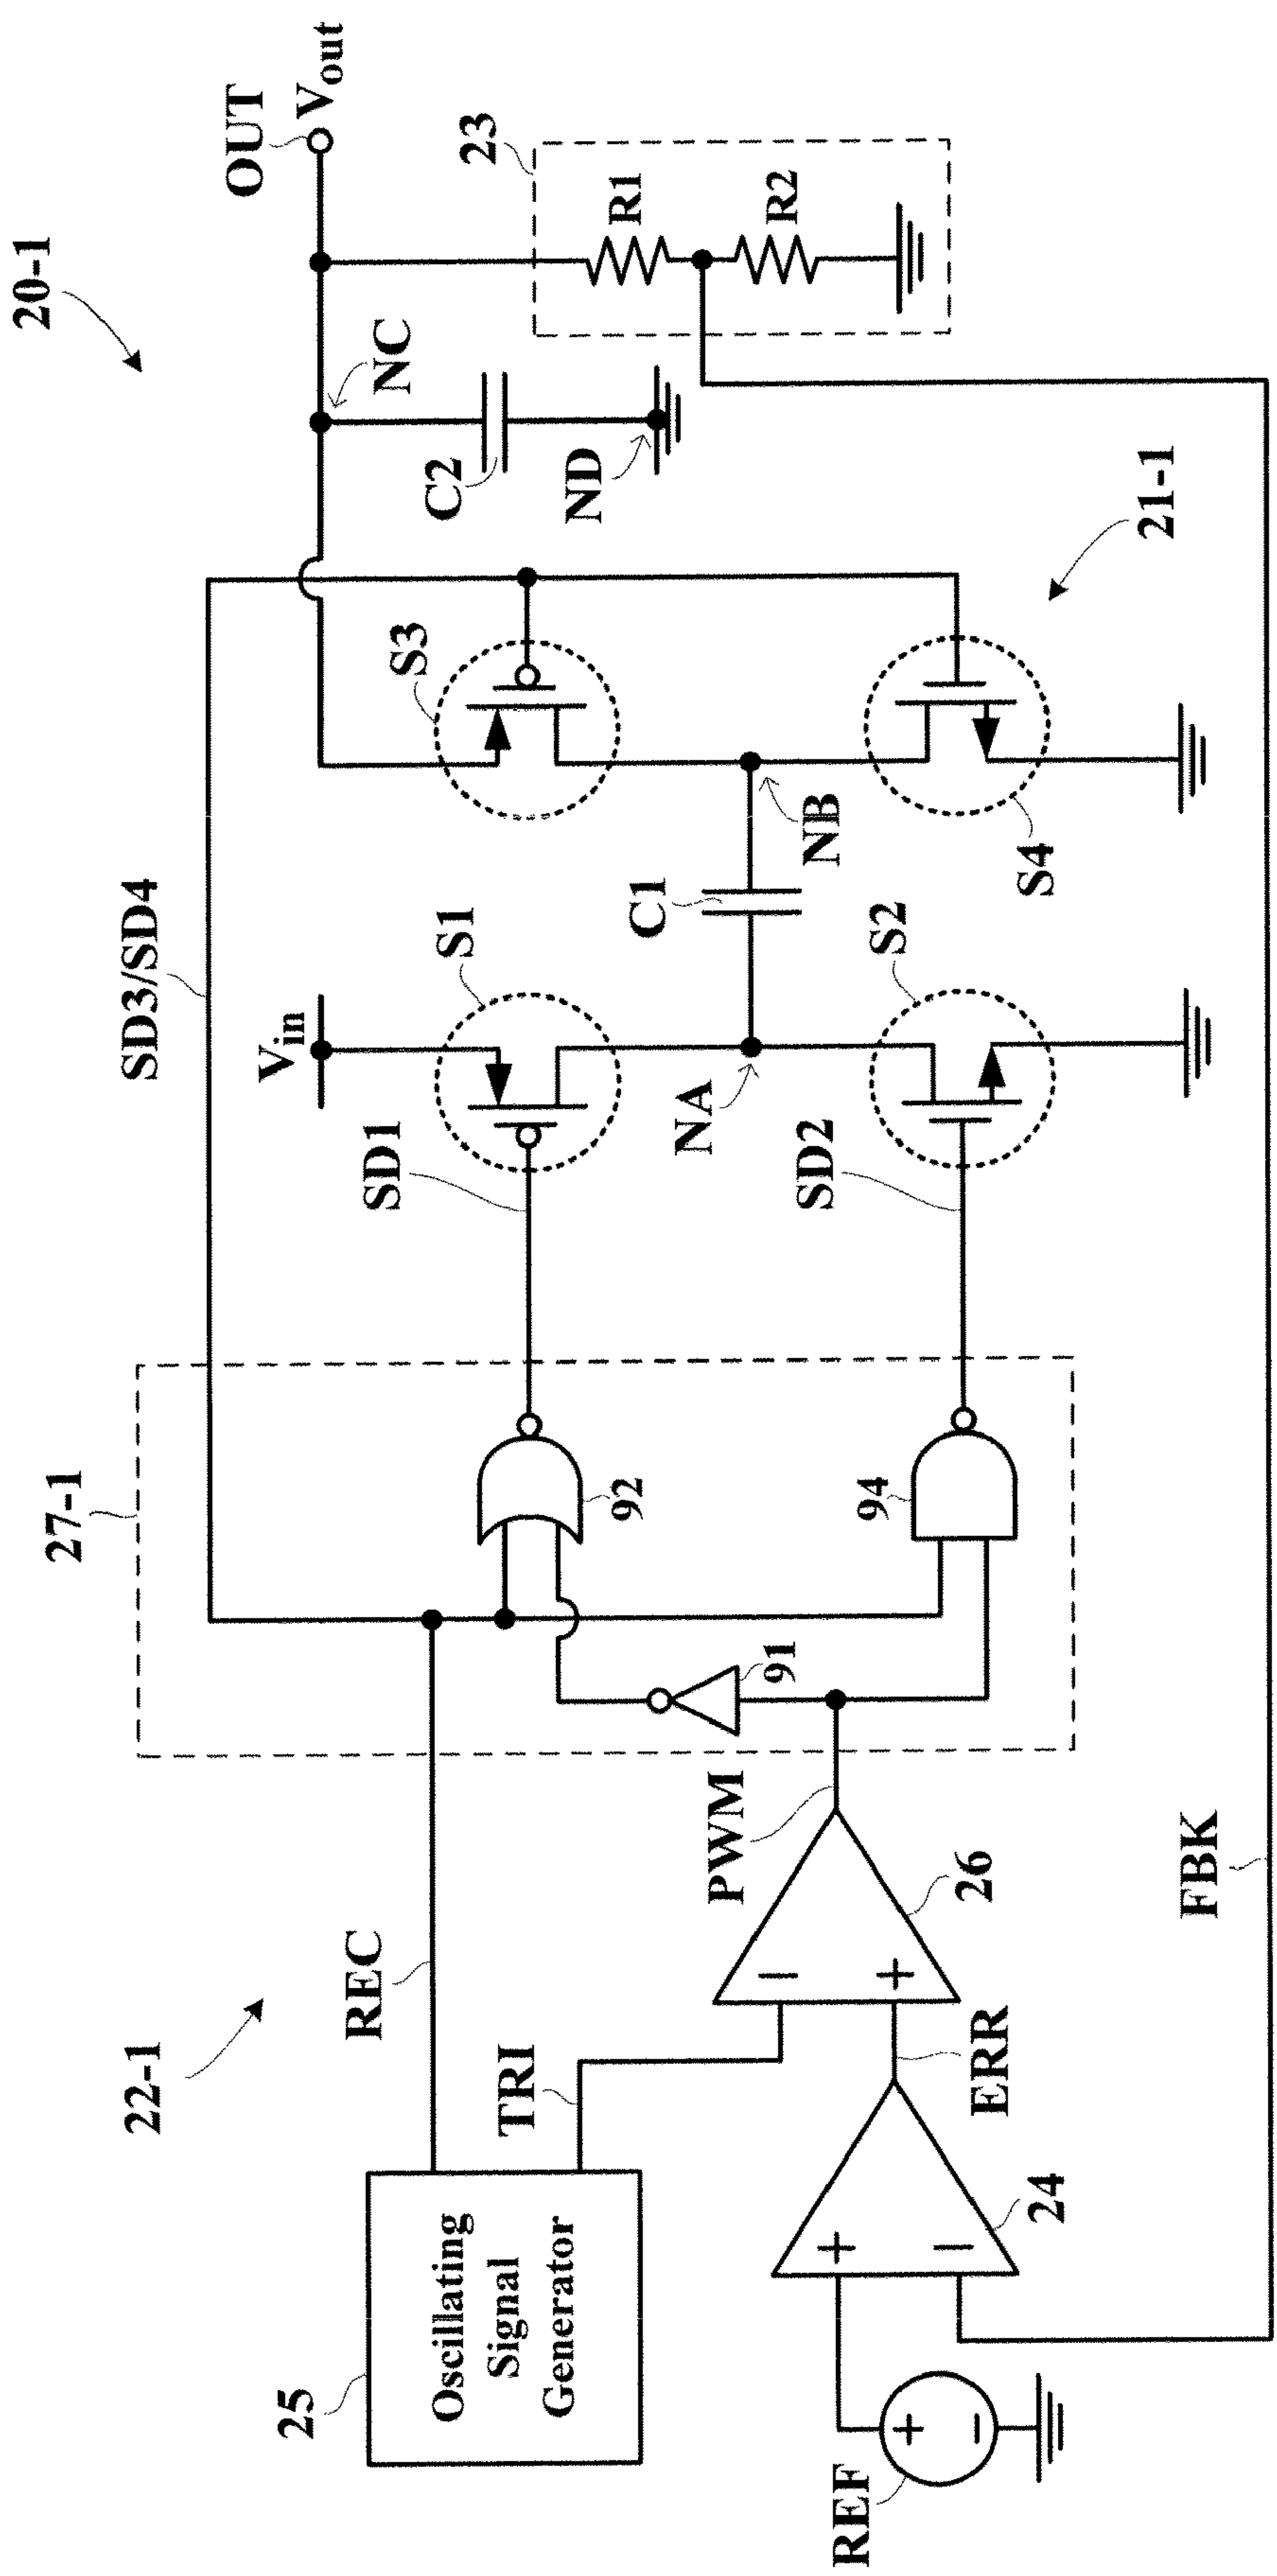 20-1
22-1
27-1
SD3/SD4
OUT
Vout
25
Oscillating
Signal
Generator
REC
TRI
Vin
SD1
S1
S3
NC
C2
ND
23
R1
R2
92
91
PWM
94
SD2
NA
C1
NB
S2
S4
21-1
REF
+
−
+
−
24
ERR
−
+
26
FBK